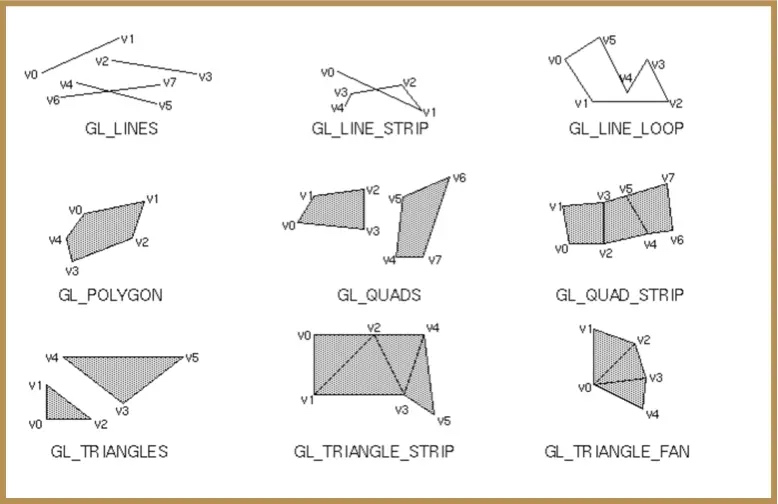 v0 v1 v2 v3 v4 v5 v6 v7
GL_LINES
v0 v1 v2 v3 v4
GL_LINE_STRIP
v0 v1 v2 v3 v4 v5
GL_LINE_LOOP
v0 v1 v2 v3 v4
GL_POLYGON
v0 v1 v2 v3 v4 v5 v6 v7
GL_QUADS
v0 v1 v2 v3 v4 v5 v6 v7
GL_QUAD_STRIP
v0 v1 v2 v3 v4 v5
GL_TRIANGLES
v0 v1 v2 v3 v4 v5
GL_TRIANGLE_STRIP
v0 v1 v2 v3 v4
GL_TRIANGLE_FAN